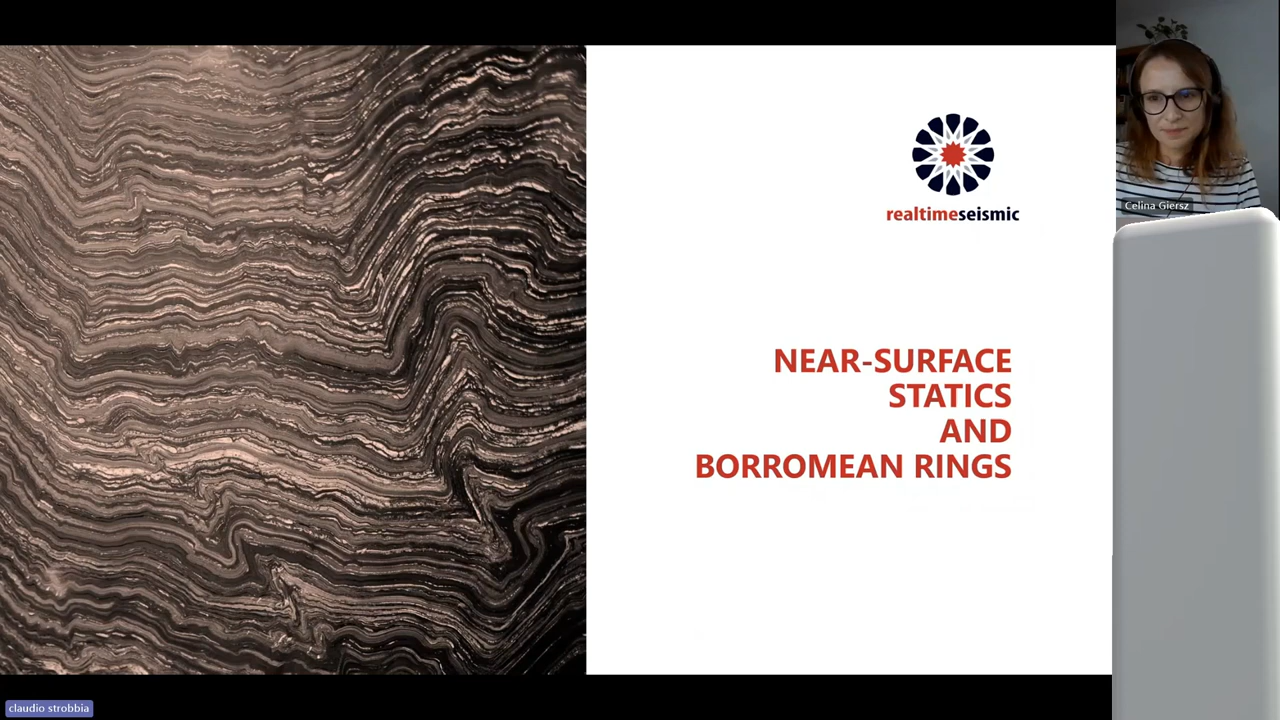 Celina Giersz
realtimeseismic
NEAR-SURFACE
STATICS
AND
BORROMEAN RINGS
claudio strobbia